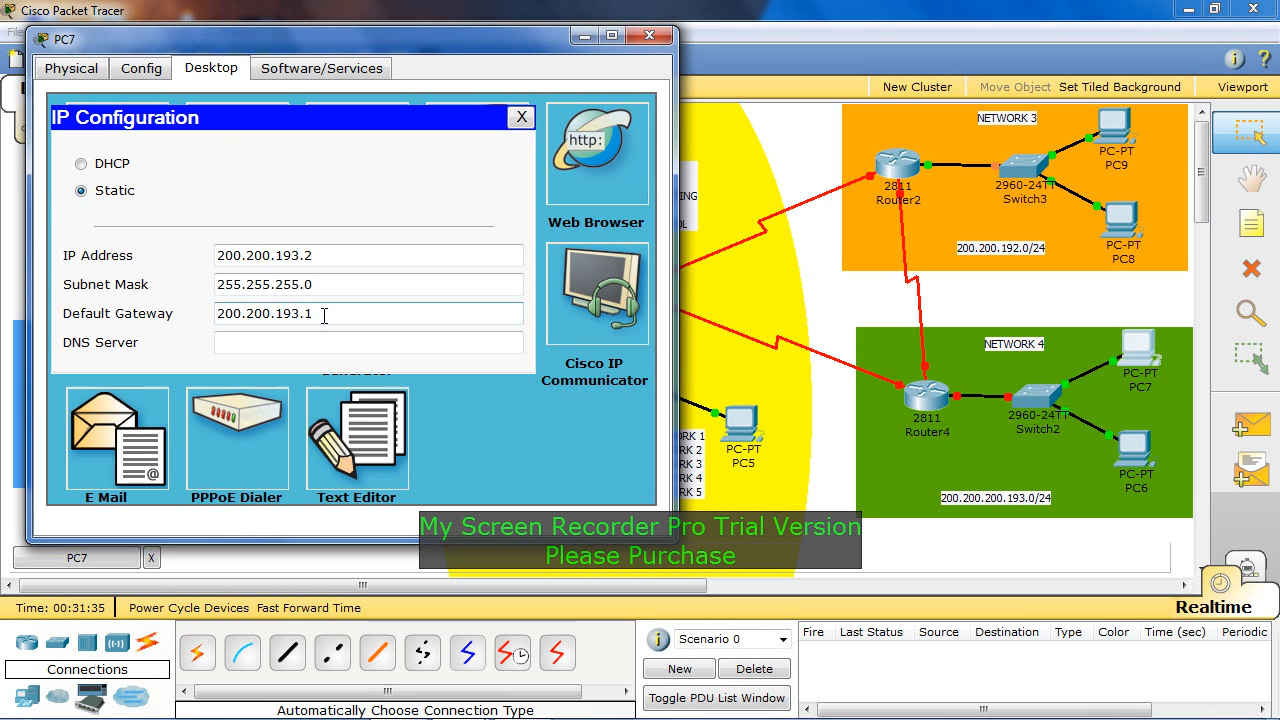 Cisco Packet Tracer
PC7
Physical
Config
Desktop
Software/Services
IP Configuration
X
DHCP
Static
IP Address
200.200.193.2
Subnet Mask
255.255.255.0
Default Gateway
200.200.193.1
DNS Server
http:
Web Browser
Cisco IP
Communicator
E Mail
PPPoE Dialer
Text Editor
New Cluster
Move Object
Set Tiled Background
Viewport
NETWORK 3
PC-PT
PC9
2811
Router2
2960-24TT
Switch3
PC-PT
PC8
200.200.192.0/24
NETWORK 4
PC-PT
PC7
2811
Router4
2960-24TT
Switch2
PC-PT
PC6
200.200.200.193.0/24
PC-PT
PC5
RK 1
RK 2
RK 3
RK 4
RK 5
My Screen Recorder Pro Trial Version
Please Purchase
PC7
X
Time: 00:31:35
Power Cycle Devices
Fast Forward Time
Realtime
Connections
Automatically Choose Connection Type
Scenario 0
New
Delete
Toggle PDU List Window
Fire
Last Status
Source
Destination
Type
Color
Time (sec)
Periodic